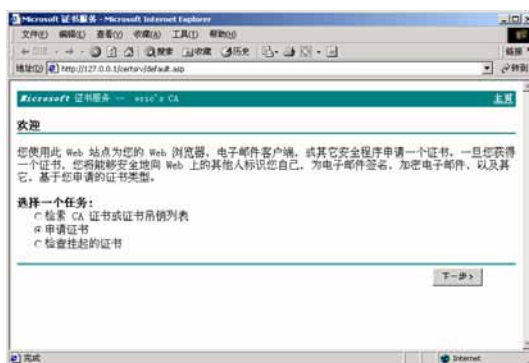 Microsoft 证书服务 - Microsoft Internet Explorer
文件(F) 编辑(E) 查看(V) 收藏(A) 工具(T) 帮助(H)
后退 搜索 收藏 历史 链接
地址(D) http://127.0.0.1/certsrv/default.asp 转到
Microsoft 证书服务 -- eric's CA 主页
欢迎
您使用此 Web 站点为您的 Web 浏览器，电子邮件客户端，或其它安全程序申请一个证书。一旦您获得
一个证书，您将能够安全地向 Web 上的其他人标识您自己，为电子邮件签名，加密电子邮件，以及其
它，基于您申请的证书类型。
选择一个任务:
检索 CA 证书或证书吊销列表
申请证书
检查挂起的证书
下一步 >
完成 Internet